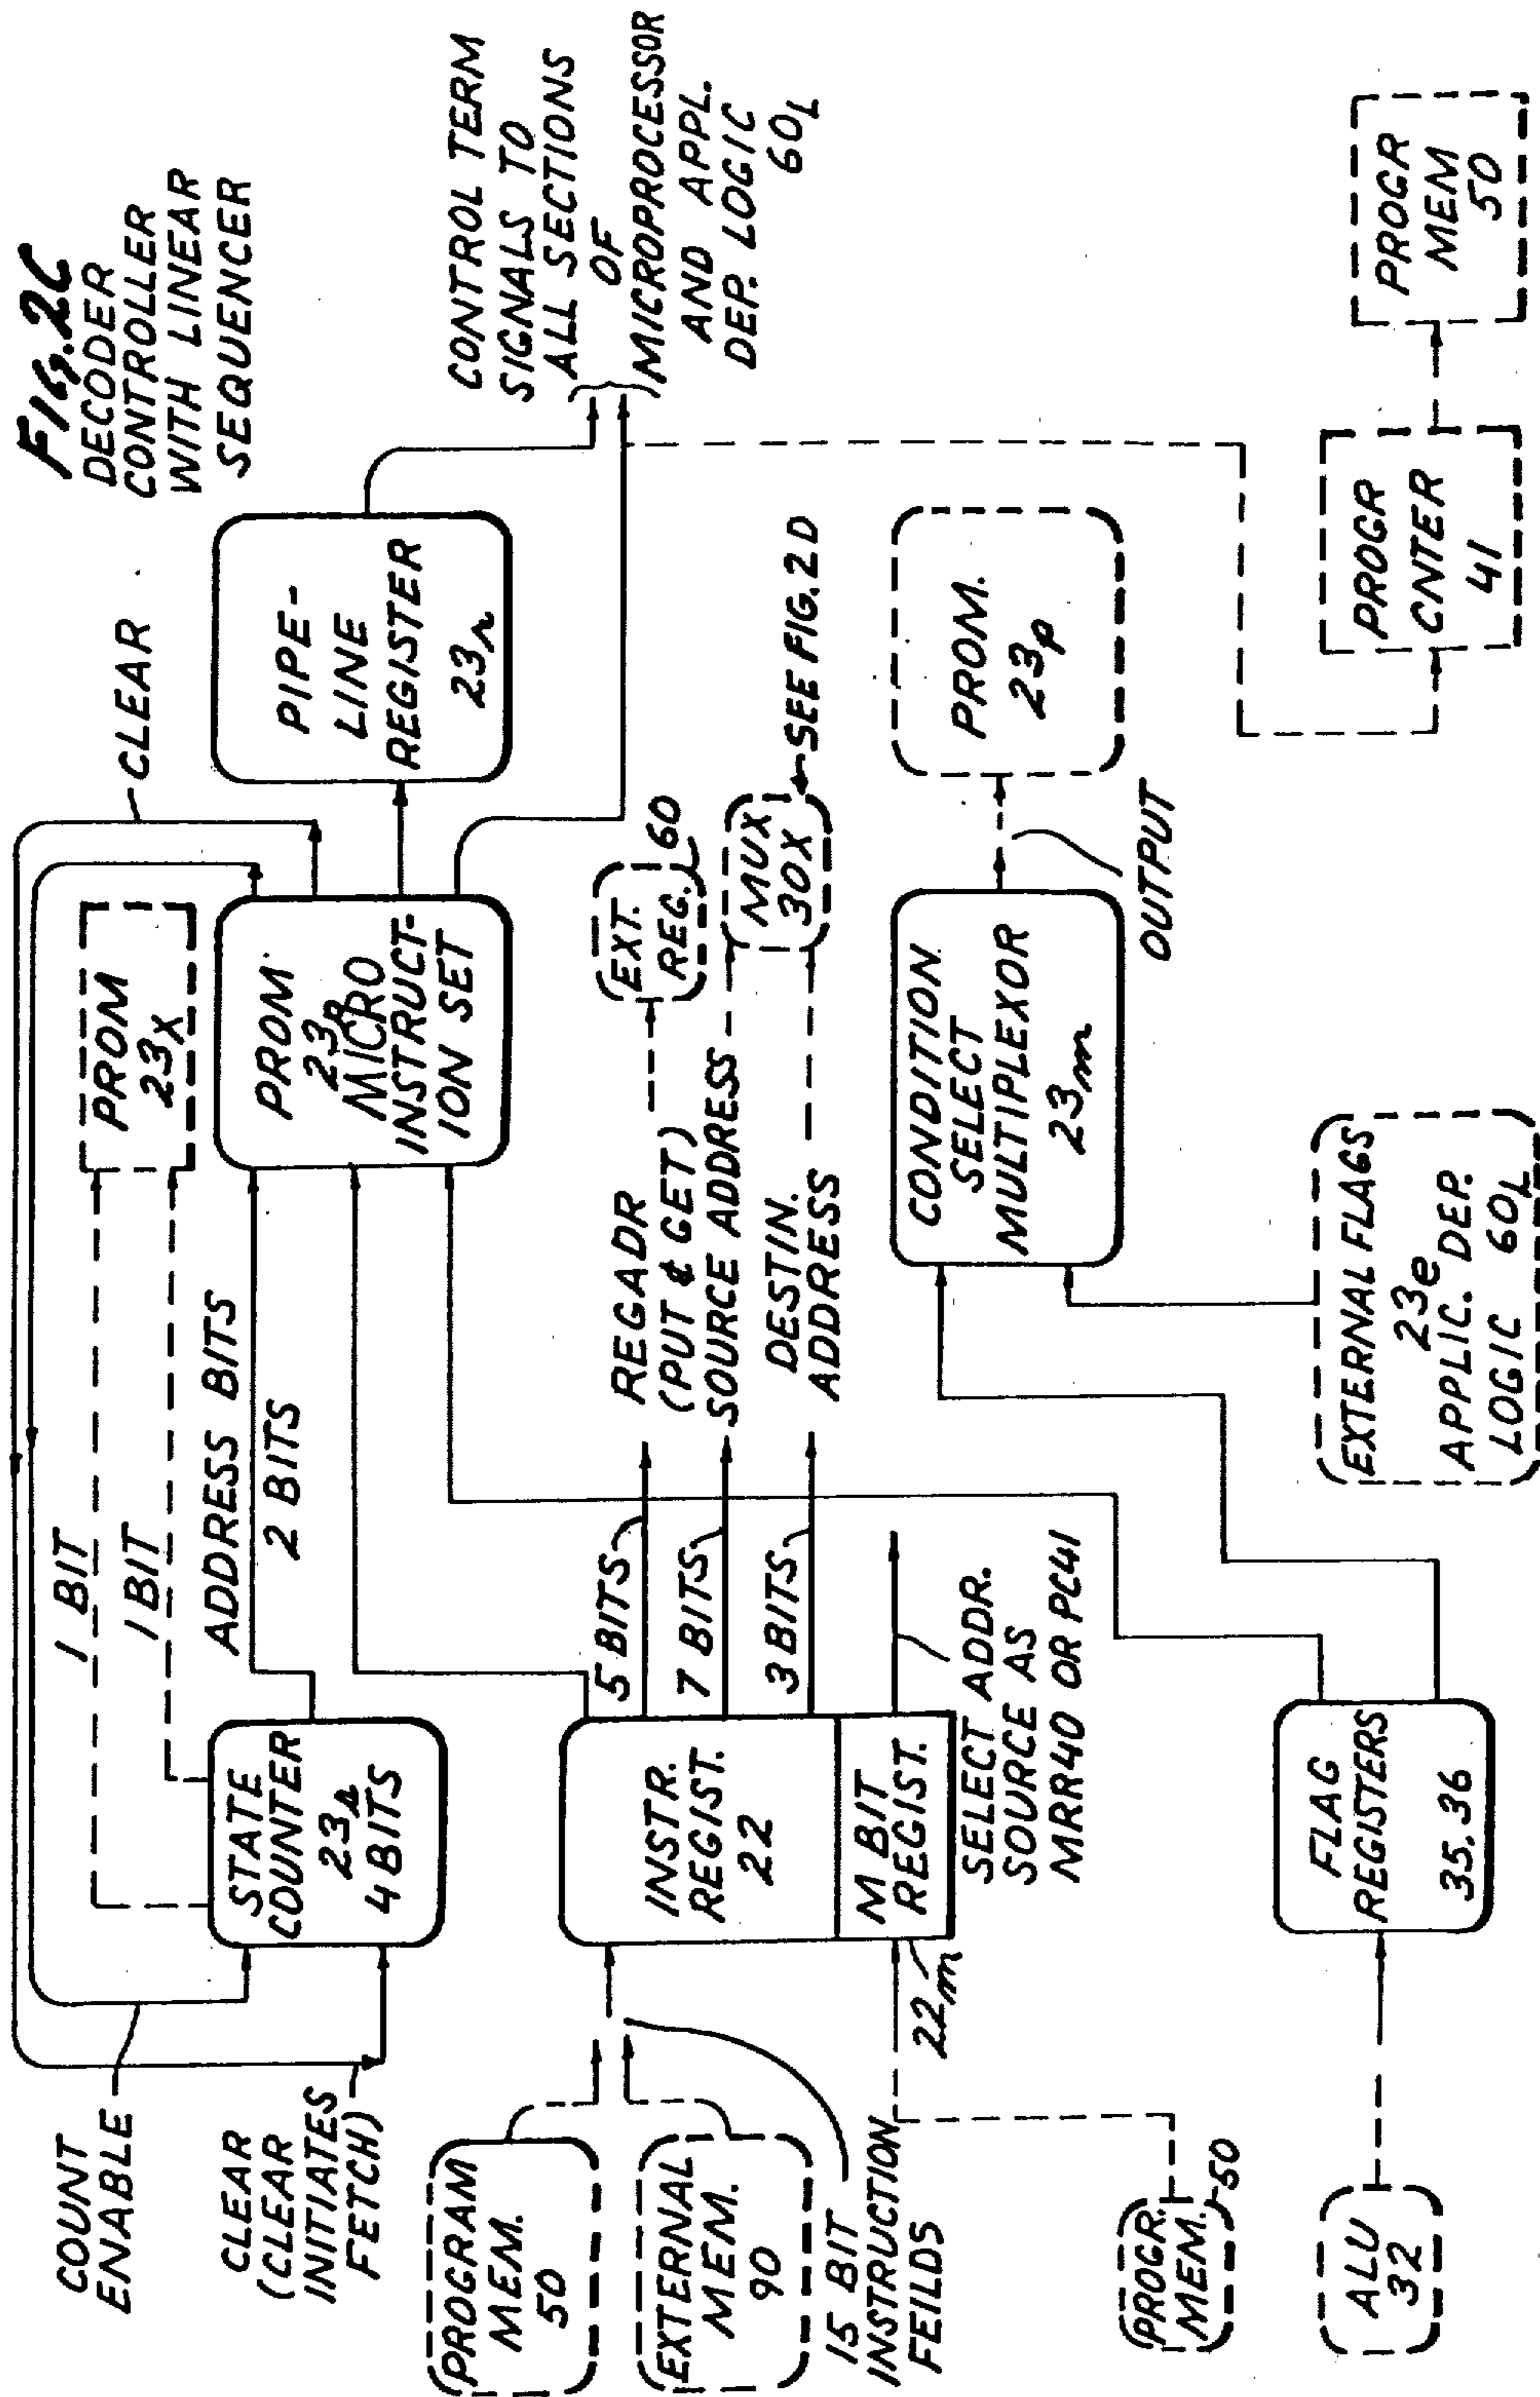 FIG. 2C
DECODER
CONTROLLER
WITH LINEAR
SEQUENCER
COUNT
ENABLE
CLEAR
(CLEAR
INITIATES
FETCH)
CLEAR
1 BIT
1 BIT
ADDRESS BITS
2 BITS
STATE
COUNTER
23s
4 BITS
PROM
23X
PROM
23p
MICRO
INSTRUCT-
ION SET
PIPE-
LINE
REGISTER
23r
CONTROL TERM
SIGNALS TO
ALL SECTIONS
OF
MICROPROCESSOR
AND APPL.
DEP. LOGIC
60L
PROGRAM
MEM.
50
EXTERNAL
MEM.
90
15 BIT
INSTRUCTION
FEILDS
INSTR.
REGIST.
22
M BIT
REGIST.
22m
5 BITS
7 BITS
3 BITS
REGADR
(PUT & GET)
SOURCE ADDRESS
DESTIN.
ADDRESS
EXT.
REG.
60
MUX
30X
SEE FIG. 2D
SELECT ADDR.
SOURCE AS
MRR40 OR PC41
PROGR.
MEM.
50
ALU
32
FLAG
REGISTERS
35.36
CONDITION
SELECT
MULTIPLEXOR
23m
OUTPUT
PROM.
23p
EXTERNAL FLAGS
23e
APPLIC. DEP.
LOGIC 60L
PROGR
CNTER
41
PROGR
MEM
50